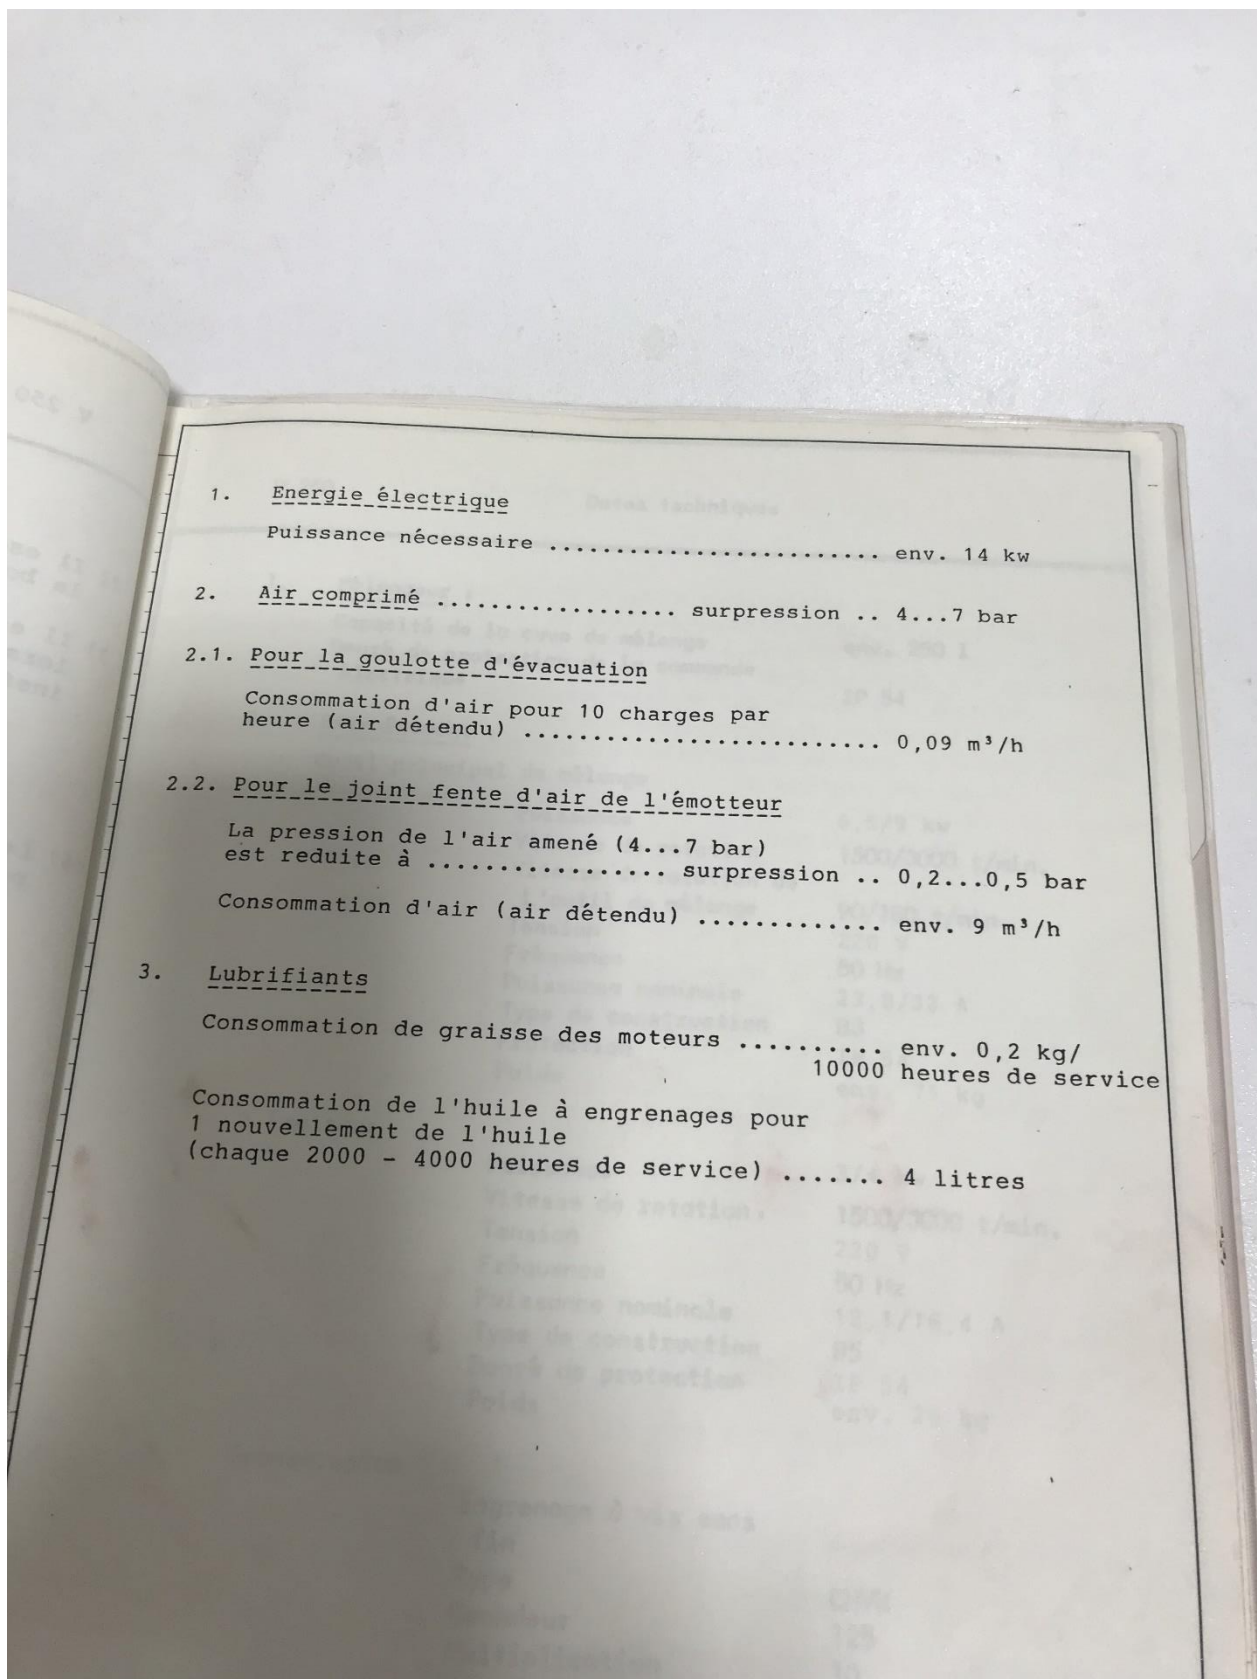 1. Energie électrique
Puissance nécessaire ......................... env. 14 kw
2. Air comprimé .................. surpression .. 4...7 bar
2.1. Pour la goulotte d'évacuation
Consommation d'air pour 10 charges par
heure (air détendu) ........................... 0,09 m³/h
2.2. Pour le joint fente d'air de l'émotteur
La pression de l'air amené (4...7 bar)
est reduite à .................. surpression .. 0,2...0,5 bar
Consommation d'air (air détendu) .............. env. 9 m³/h
3. Lubrifiants
Consommation de graisse des moteurs ........... env. 0,2 kg/
10000 heures de service
Consommation de l'huile à engrenages pour
1 nouvellement de l'huile
(chaque 2000 - 4000 heures de service) ....... 4 litres